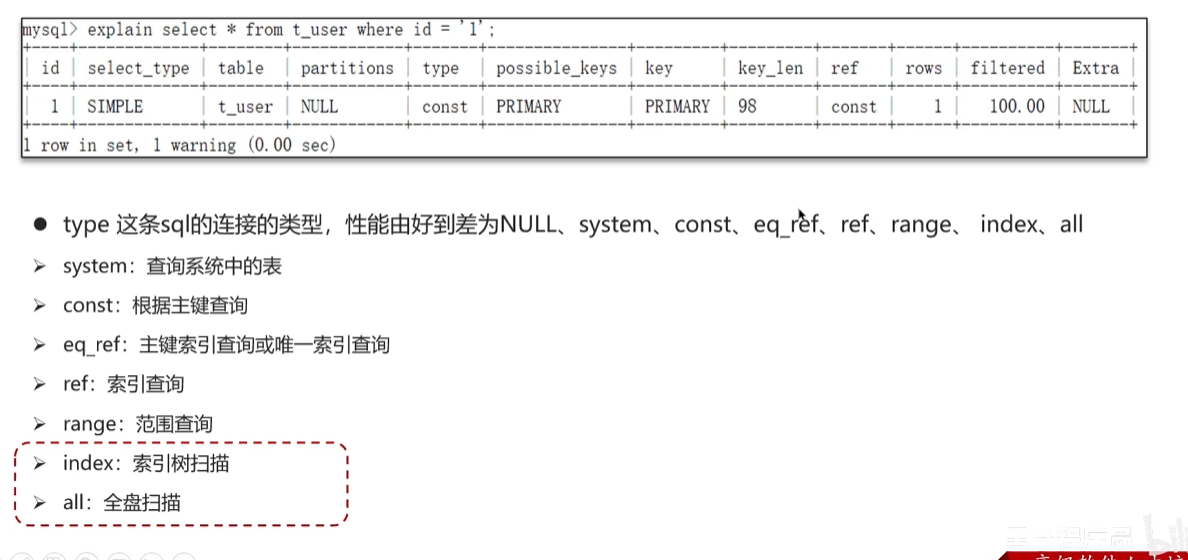 mysql> explain select * from t_user where id = '1';
| id | select_type | table | partitions | type | possible_keys | key | key_len | ref | rows | filtered | Extra |
| 1 | SIMPLE | t_user | NULL | const | PRIMARY | PRIMARY | 98 | const | 1 | 100.00 | NULL |
1 row in set, 1 warning (0.00 sec)
● type 这条sql的连接的类型，性能由好到差为NULL、system、const、eq_ref、ref、range、 index、all
➢ system：查询系统中的表
➢ const：根据主键查询
➢ eq_ref：主键索引查询或唯一索引查询
➢ ref：索引查询
➢ range：范围查询
➢ index：索引树扫描
➢ all：全盘扫描